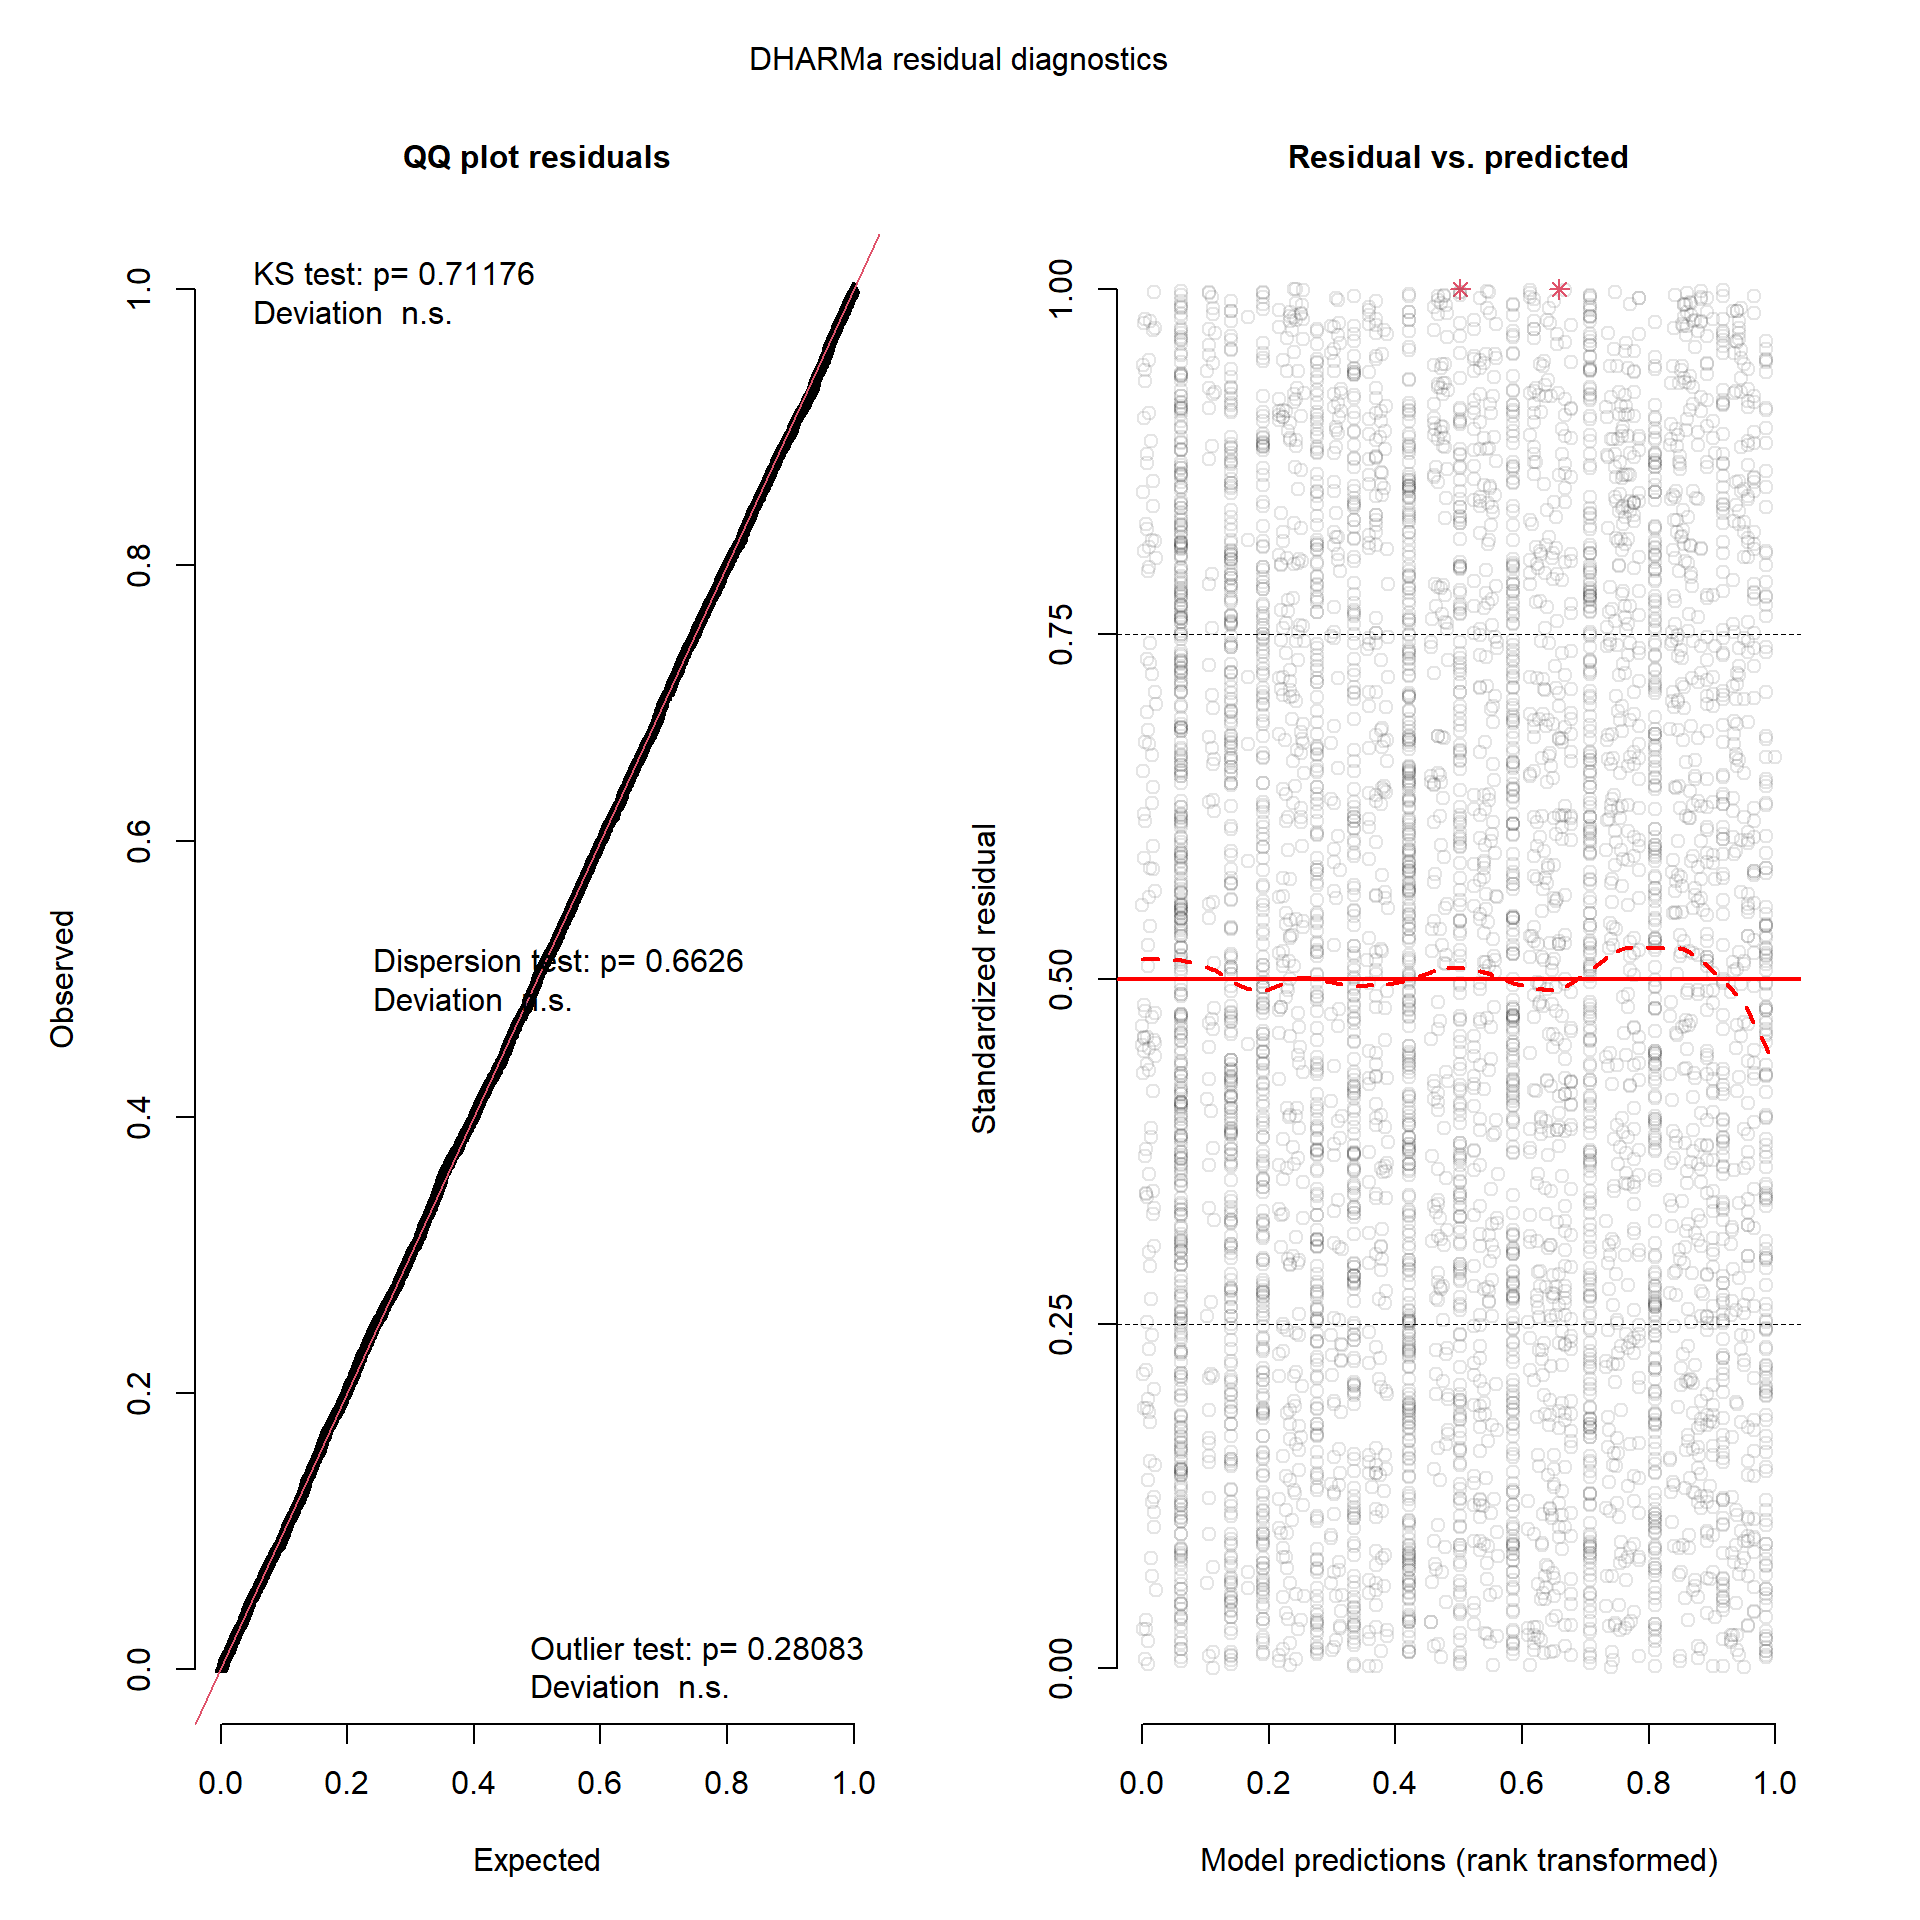 DHARMa residual diagnostics
QQ plot residuals
KS test: p= 0.71176
Deviation  n.s.
Dispersion test: p= 0.6626
Deviation  n.s.
Outlier test: p= 0.28083
Deviation  n.s.
Observed
1.0
0.8
0.6
0.4
0.2
0.0
0.0 0.2 0.4 0.6 0.8 1.0
Expected
Residual vs. predicted
Standardized residual
1.00
0.75
0.50
0.25
0.00
0.0 0.2 0.4 0.6 0.8 1.0
Model predictions (rank transformed)